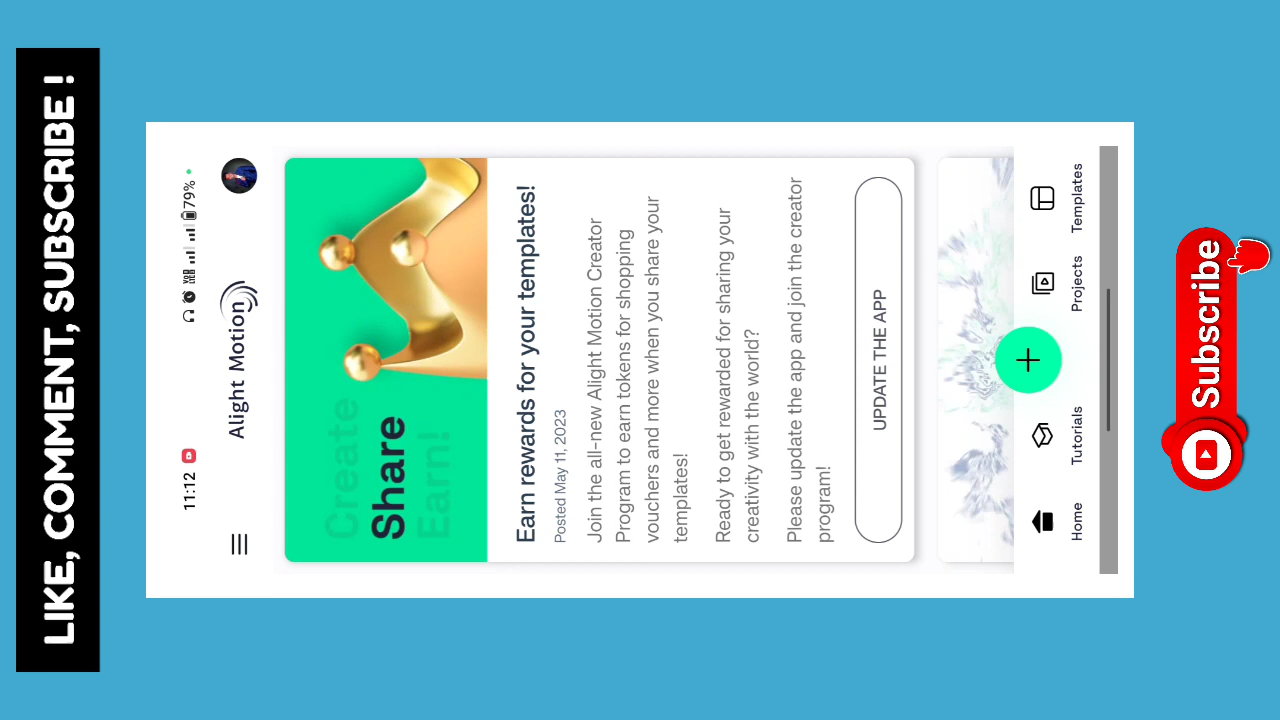 LIKE, COMMENT, SUBSCRIBE !
11:12
79%
Alight Motion
Create
Share
Earn!
Earn rewards for your templates!
Posted May 11, 2023
Join the all-new Alight Motion Creator
Program to earn tokens for shopping
vouchers and more when you share your
templates!
Ready to get rewarded for sharing your
creativity with the world?
Please update the app and join the creator
program!
UPDATE THE APP
Home
Tutorials
Projects
Templates
Subscribe